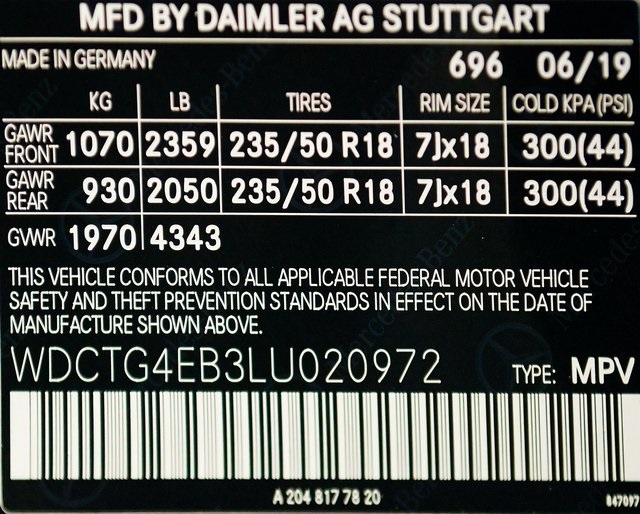 MFD BY DAIMLER AG STUTTGART
MADE IN GERMANY 696 06/19
KG LB TIRES RIM SIZE COLD KPA (PSI)
GAWR FRONT 1070 2359 235/50 R18 7Jx18 300(44)
GAWR REAR 930 2050 235/50 R18 7Jx18 300(44)
GVWR 1970 4343
THIS VEHICLE CONFORMS TO ALL APPLICABLE FEDERAL MOTOR VEHICLE
SAFETY AND THEFT PREVENTION STANDARDS IN EFFECT ON THE DATE OF
MANUFACTURE SHOWN ABOVE.
WDCTG4EB3LU020972 TYPE: MPV
A 204 817 78 20